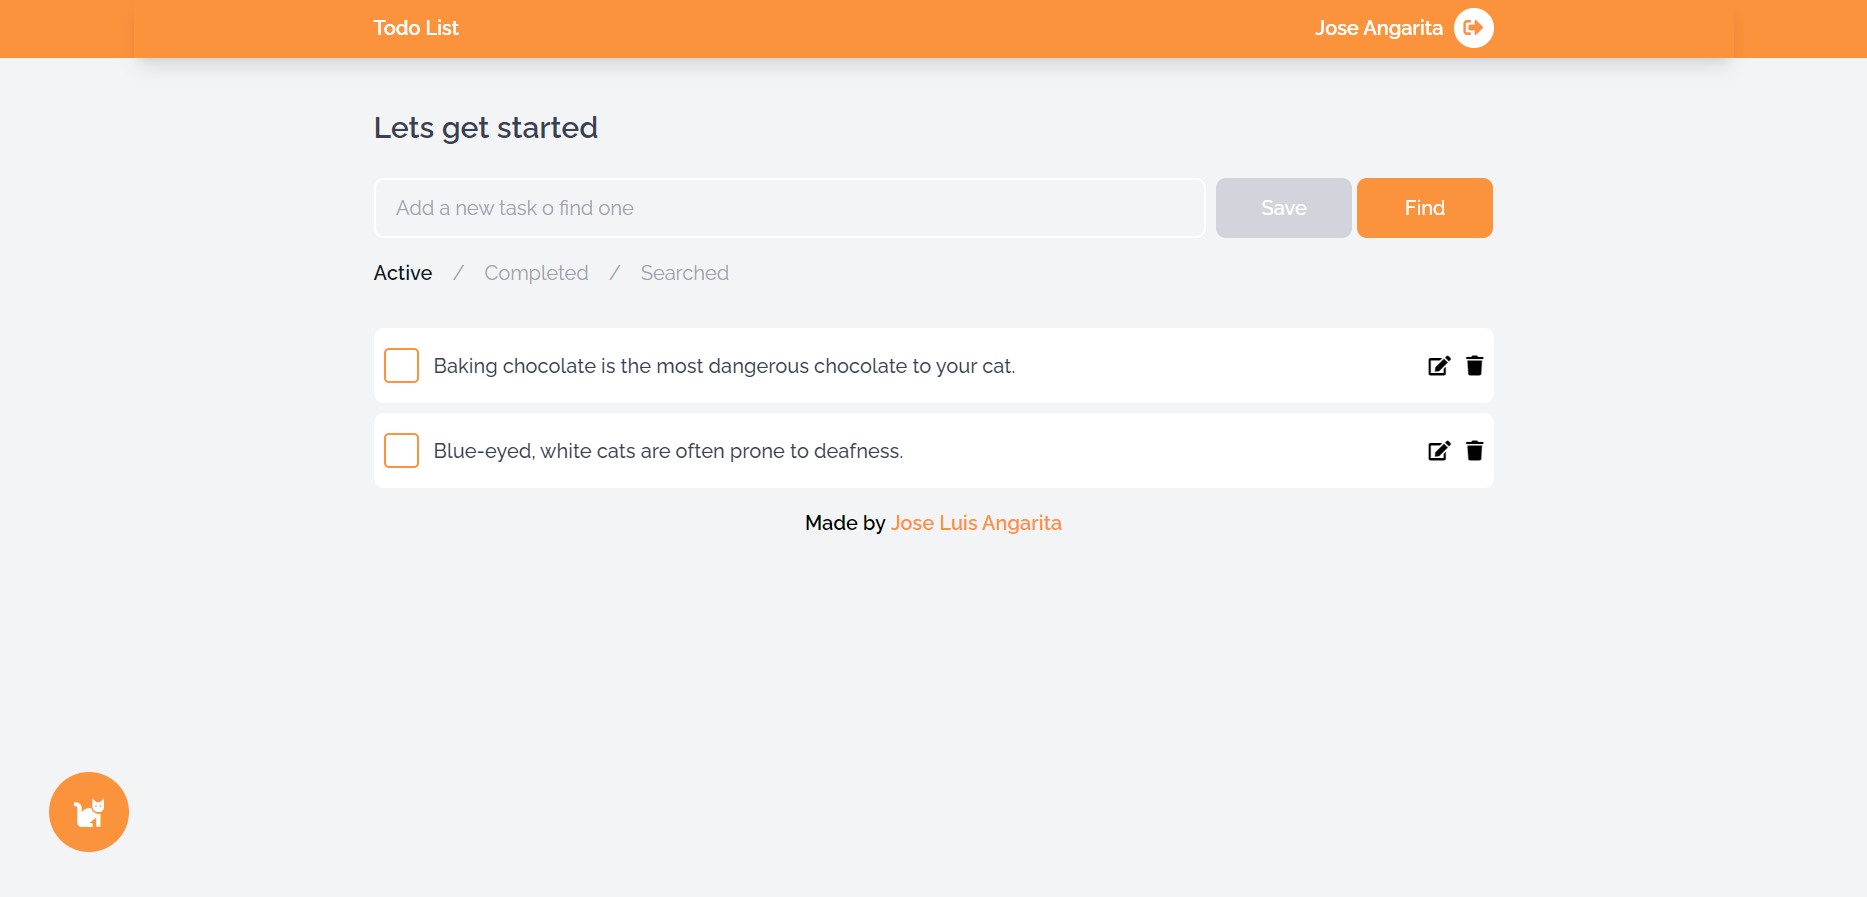 Todo List
Jose Angarita
Lets get started
Add a new task o find one
Save
Find
Active / Completed / Searched
Baking chocolate is the most dangerous chocolate to your cat.
Blue-eyed, white cats are often prone to deafness.
Made by Jose Luis Angarita